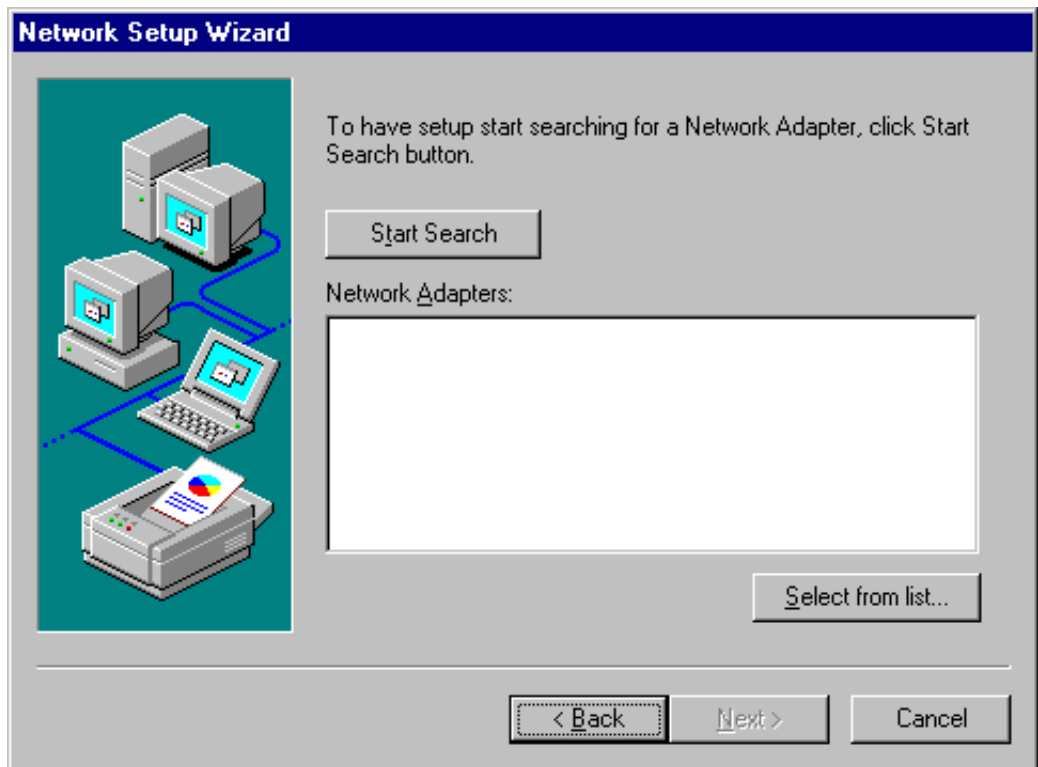 Network Setup Wizard
To have setup start searching for a Network Adapter, click Start
Search button.
Start Search
Network Adapters:
Select from list...
< Back
Next >
Cancel